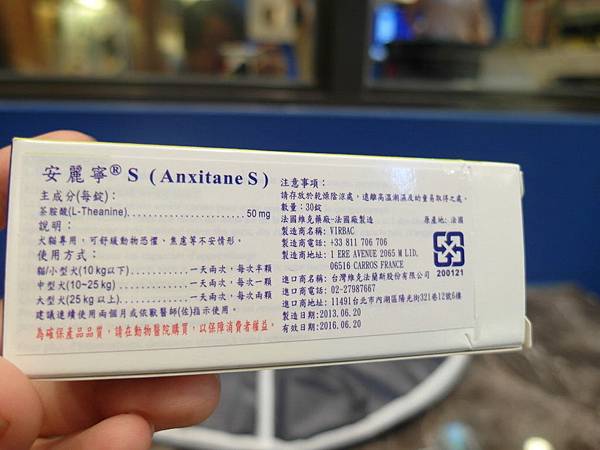 安麗寧® S (Anxitane S)
主成分(每錠):
茶胺酸(L-Theanine)........................50 mg
說明:
犬貓專用,可舒緩動物恐懼、焦慮等不安情形。
使用方式:
貓/小型犬(10 kg以下)............一天兩次,每次半顆
中型犬(10~25 kg)...............一天兩次,每次一顆
大型犬(25 kg 以上)..............一天兩次,每次兩顆
建議連續使用兩個月或依獸醫師(佐)指示使用。
為確保產品品質,請在動物醫院購買,以保障消費者權益。
注意事項:
請存放於乾燥陰涼處,遠離高溫潮濕及幼童易取得之處。
數量:30錠
法國維克藥廠-法國廠製造
原產地:法國
製造商名稱:VIRBAC
製造商電話:+33 811 706 706
製造商地址:1 ERE AVENUE 2065 M LID.
06516 CARROS FRANCE
進口商名稱:台灣維克法蘭斯股份有限公司
進口商電話:02-27987667
進口商地址:11491台北市內湖區陽光街321巷12號6樓
製造日期:2013.06.20
有效日期:2016.06.20
200121